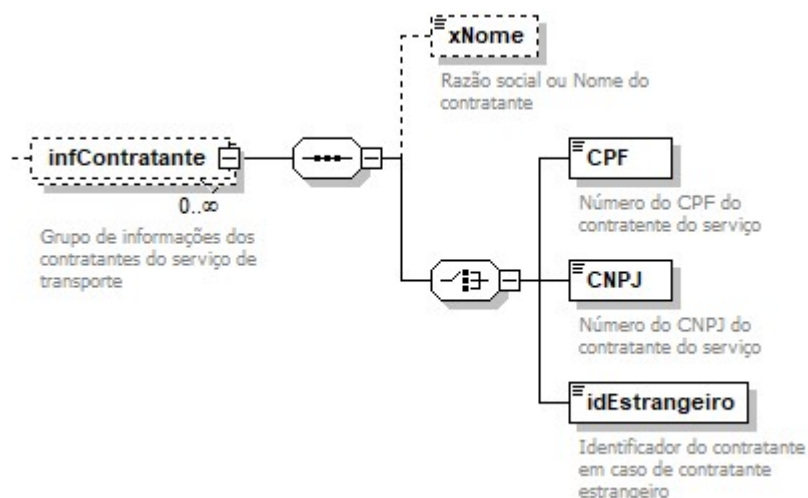 xNome
Razão social ou Nome do
contratante
infContratante
0..∞
Grupo de informações dos
contratantes do serviço de
transporte
CPF
Número do CPF do
contratente do serviço
CNPJ
Número do CNPJ do
contratante do serviço
idEstrangeiro
Identificador do contratante
em caso de contratante
estrangeiro